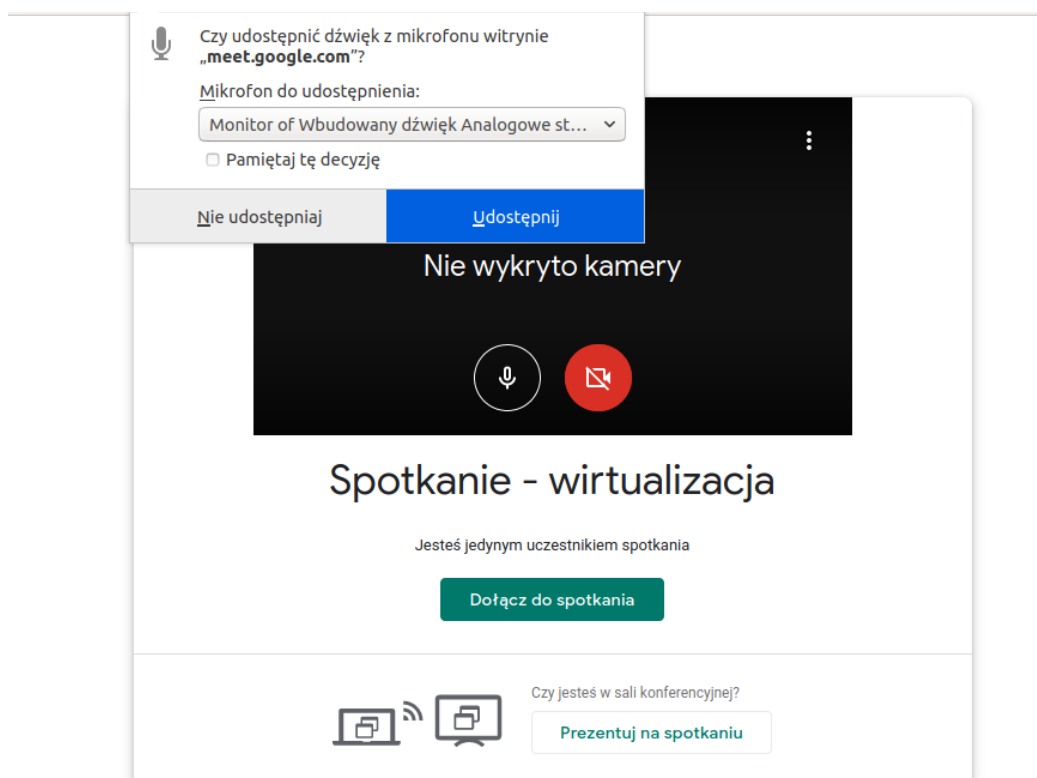 Czy udostępnić dźwięk z mikrofonu witrynie
„meet.google.com”?
Mikrofon do udostępnienia:
Monitor of Wbudowany dźwięk Analogowe st...
Pamiętaj tę decyzję
Nie udostępniaj
Udostępnij
Nie wykryto kamery
Spotkanie - wirtualizacja
Jesteś jedynym uczestnikiem spotkania
Dołącz do spotkania
Czy jesteś w sali konferencyjnej?
Prezentuj na spotkaniu